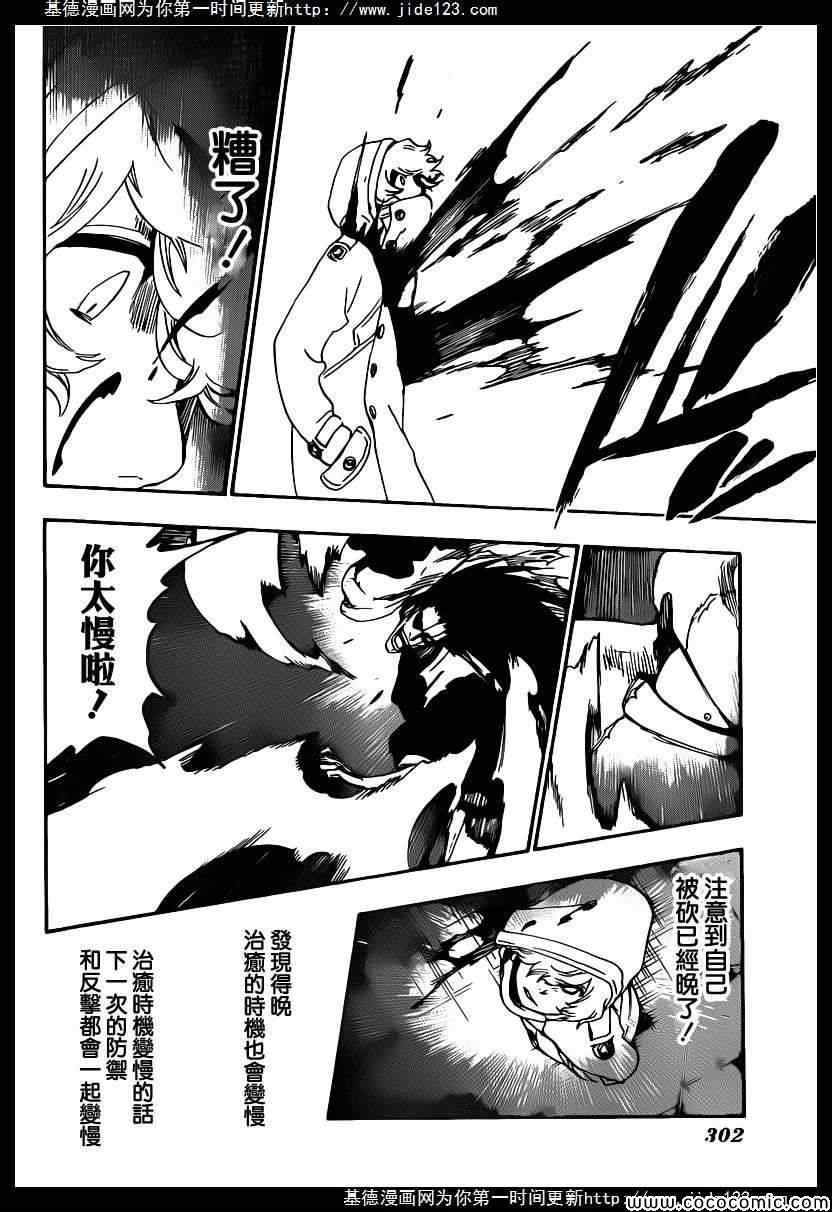 基德漫画网为你第一时间更新http：//www.jide123.com
糟了！
你太慢啦！
注意到自己
被砍已經晚了！
發現得晚
治癒的時機也會變慢
治癒時機變慢的話
下一次的防禦
和反擊都會一起變慢
302
基德漫画网为你第一时间更新http：//www.jide123.com
www.cococomic.com